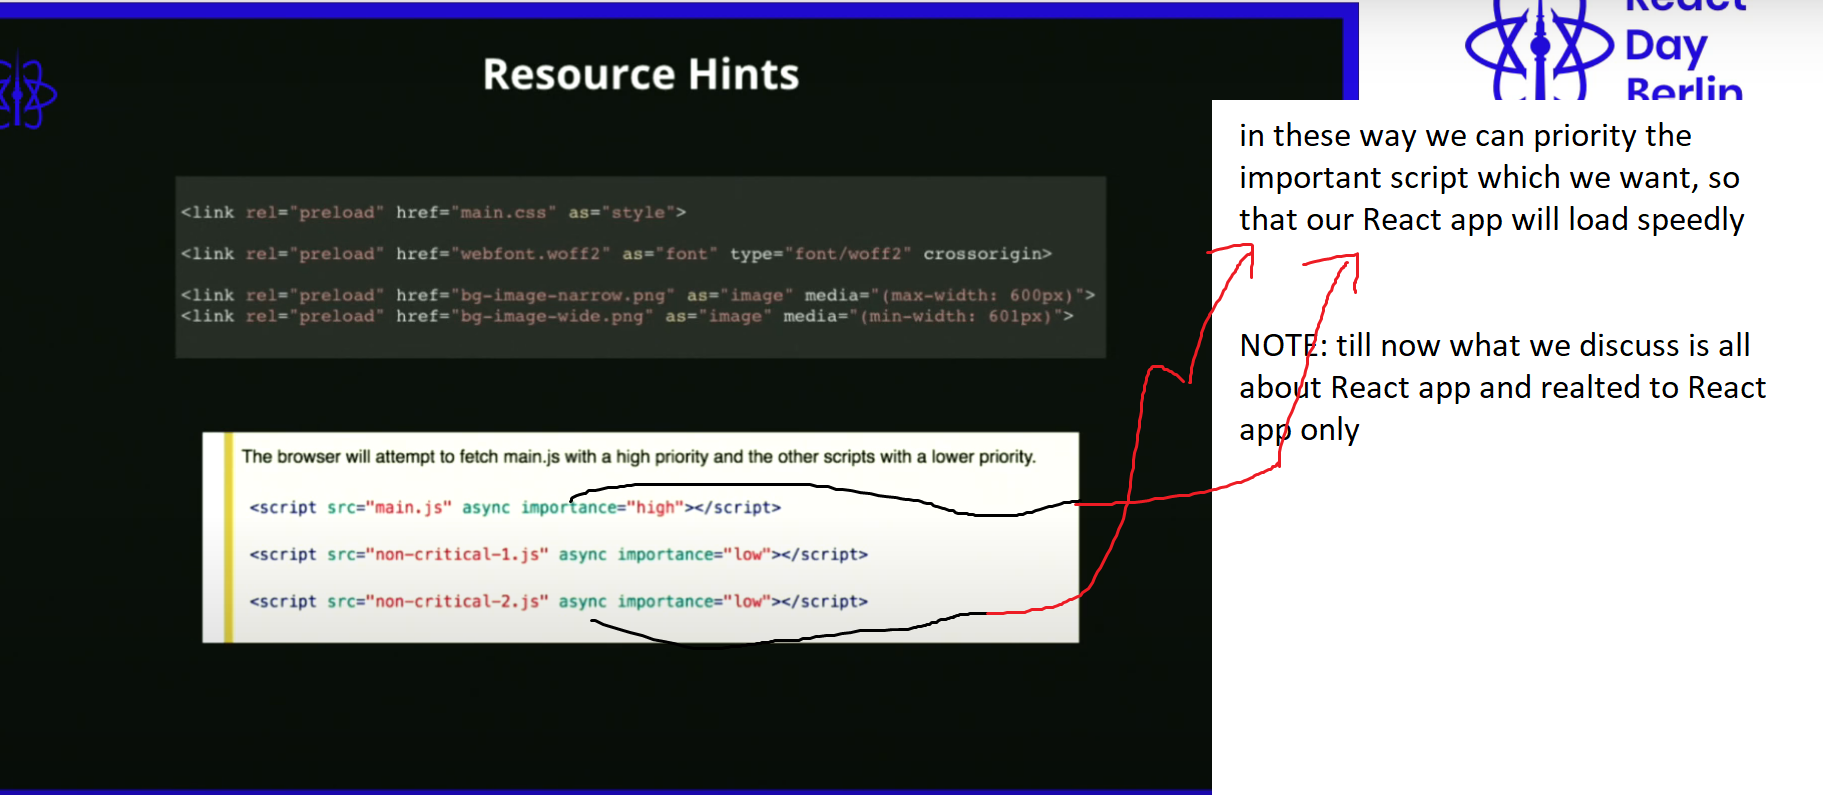 React
Day
Berlin
Resource Hints
<link rel="preload" href="main.css" as="style">
<link rel="preload" href="webfont.woff2" as="font" type="font/woff2" crossorigin>
<link rel="preload" href="bg-image-narrow.png" as="image" media="(max-width: 600px)">
<link rel="preload" href="bg-image-wide.png" as="image" media="(min-width: 601px)">
The browser will attempt to fetch main.js with a high priority and the other scripts with a lower priority.
<script src="main.js" async importance="high"></script>
<script src="non-critical-1.js" async importance="low"></script>
<script src="non-critical-2.js" async importance="low"></script>
in these way we can priority the
important script which we want, so
that our React app will load speedly
NOTE: till now what we discuss is all
about React app and realted to React
app only